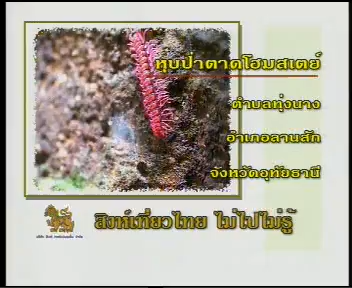 หุบป่าตาดโฮมสเตย์
ตำบลทุ่งนาง
อำเภอลานสัก
จังหวัดอุทัยธานี
สิงห์เที่ยวไทย ไม่ไปไม่รู้